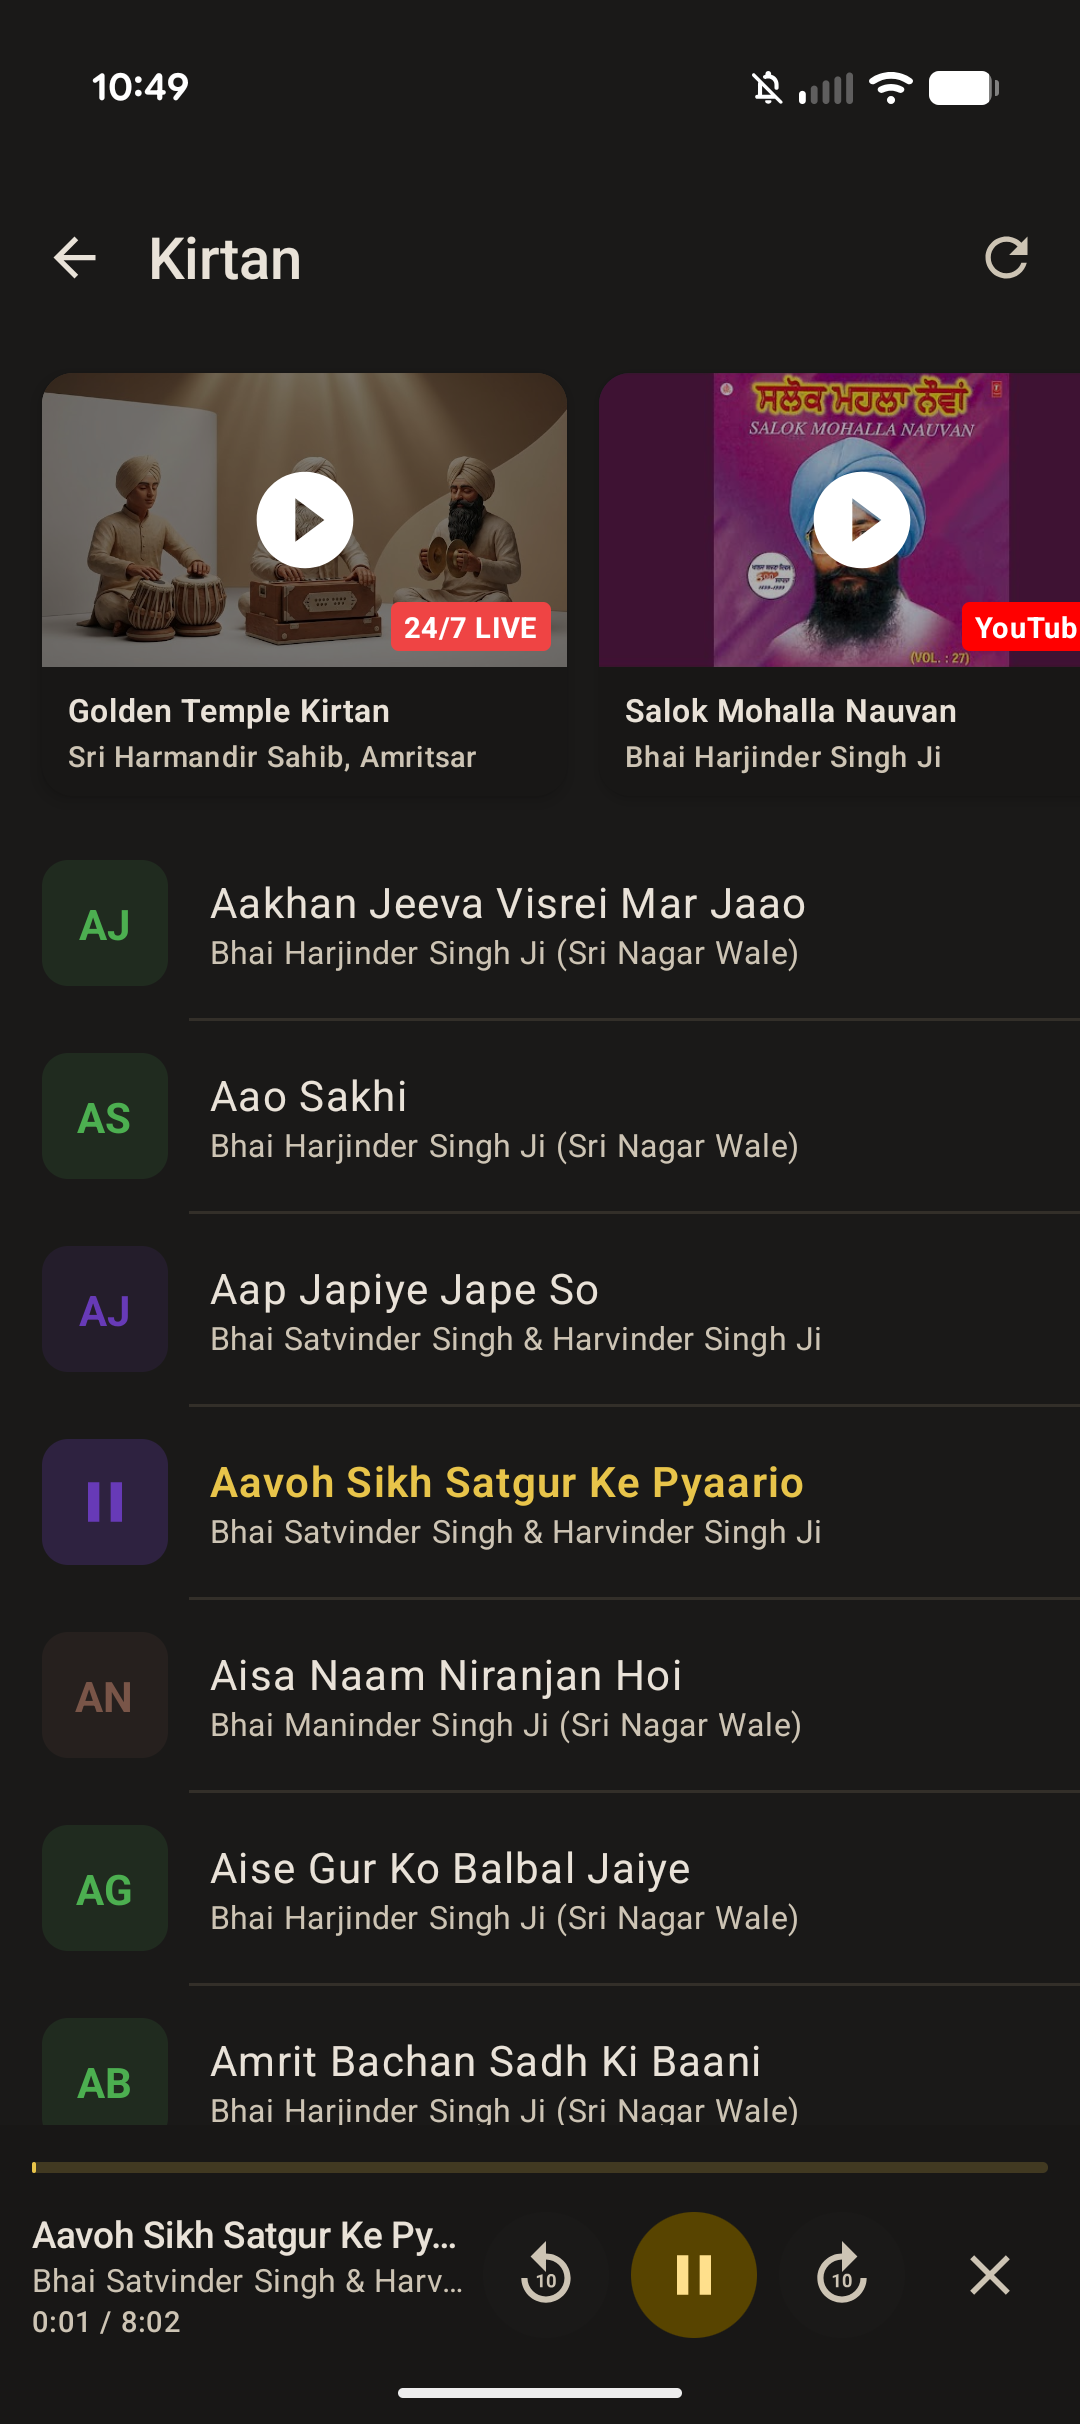 10:49
Kirtan
ਸਲੋਕ ਮਹਲਾ ਨੌਵਾਂ
SALOK MOHALLA NAUVAN
(VOL. : 27)
24/7 LIVE
YouTub
Golden Temple Kirtan
Sri Harmandir Sahib, Amritsar
Salok Mohalla Nauvan
Bhai Harjinder Singh Ji
AJ
Aakhan Jeeva Visrei Mar Jaao
Bhai Harjinder Singh Ji (Sri Nagar Wale)
AS
Aao Sakhi
Bhai Harjinder Singh Ji (Sri Nagar Wale)
AJ
Aap Japiye Jape So
Bhai Satvinder Singh & Harvinder Singh Ji
Aavoh Sikh Satgur Ke Pyaario
Bhai Satvinder Singh & Harvinder Singh Ji
AN
Aisa Naam Niranjan Hoi
Bhai Maninder Singh Ji (Sri Nagar Wale)
AG
Aise Gur Ko Balbal Jaiye
Bhai Harjinder Singh Ji (Sri Nagar Wale)
AB
Amrit Bachan Sadh Ki Baani
Bhai Harjinder Singh Ji (Sri Nagar Wale)
Aavoh Sikh Satgur Ke Py...
Bhai Satvinder Singh & Harv...
0:01 / 8:02
10
10